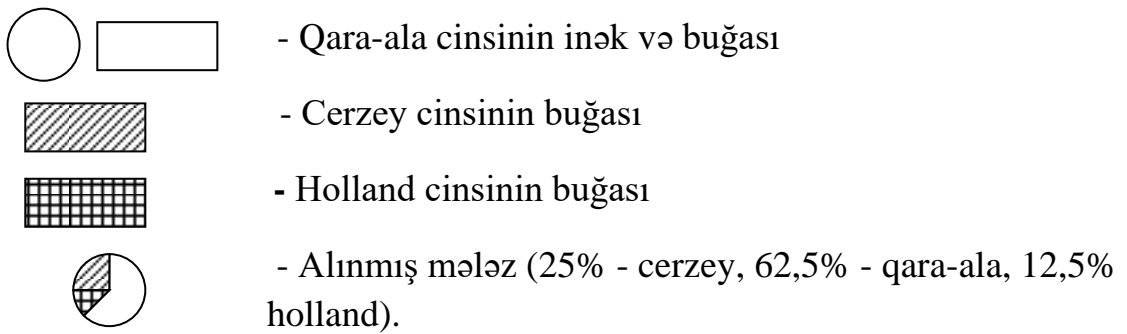 - Qara-ala cinsinin inək və buğası
- Cerzey cinsinin buğası
- Holland cinsinin buğası
- Alınmış mələz (25% - cerzey, 62,5% - qara-ala, 12,5%
holland).